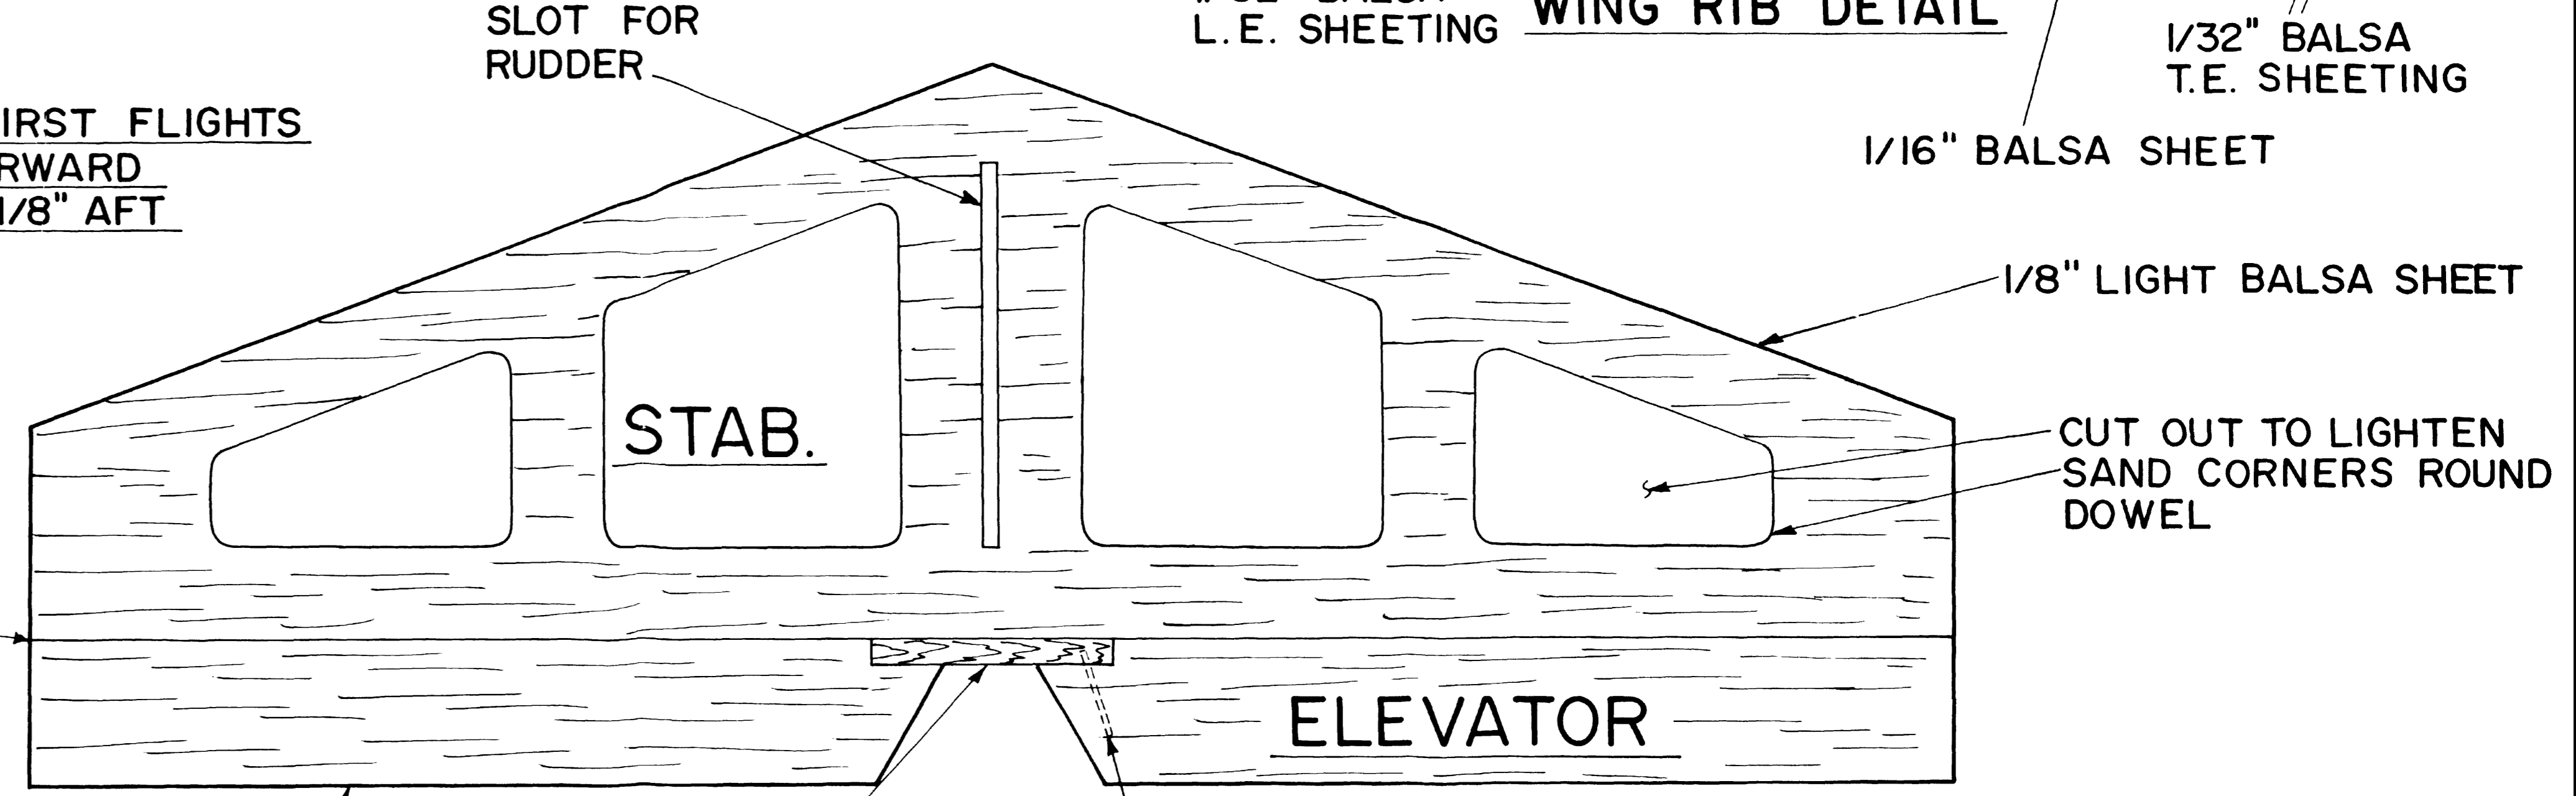 SLOT FOR
RUDDER
L.E. SHEETING
WING RIB DETAIL
1/32" BALSA
T.E. SHEETING
1/16" BALSA SHEET
IRST FLIGHTS
RWARD
1/8" AFT
1/8" LIGHT BALSA SHEET
CUT OUT TO LIGHTEN
SAND CORNERS ROUND
DOWEL
STAB.
ELEVATOR